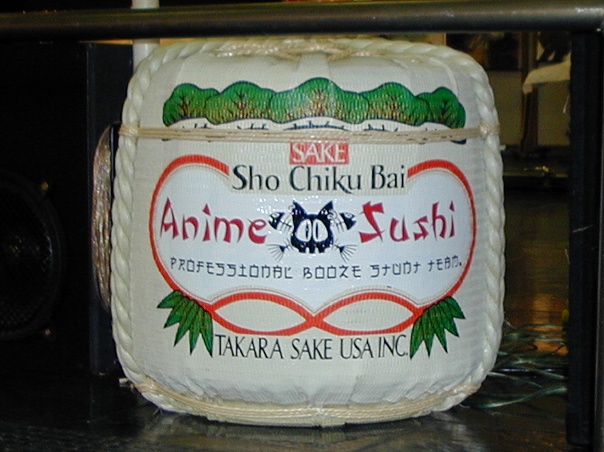 SAKE
Sho Chiku Bai
Anime Sushi
PROFESSIONAL BOOZE STUNT TEAM.
TAKARA SAKE USA INC.